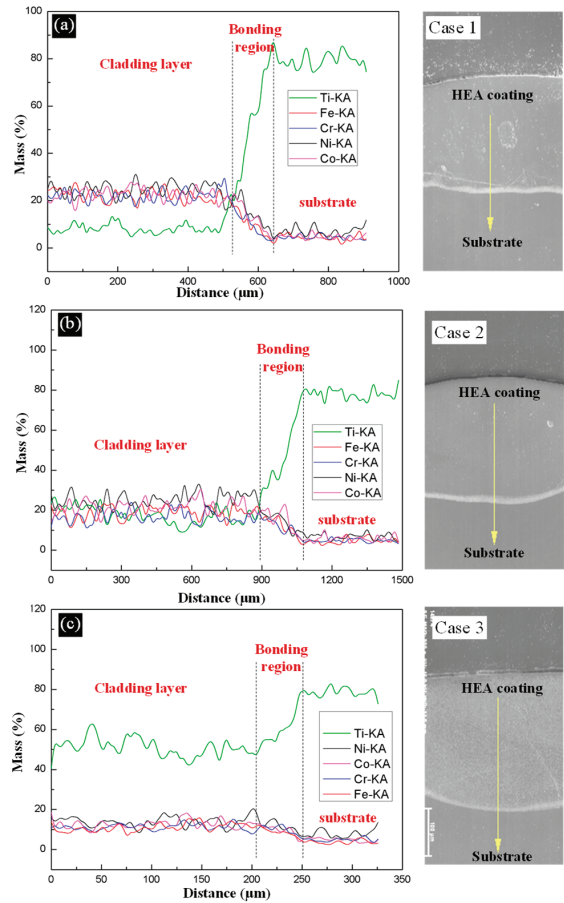 (a)
Bonding
region
Cladding layer
Ti-KA
Fe-KA
Cr-KA
Ni-KA
Co-KA
substrate
Mass (%)
0
20
40
60
80
100
0 200 400 600 800 1000
Distance (µm)
Case 1
HEA coating
Substrate
(b)
Bonding
region
Cladding layer
Ti-KA
Fe-KA
Cr-KA
Ni-KA
Co-KA
substrate
Mass (%)
120
100
80
60
40
20
0
0 300 600 900 1200 1500
Distance (µm)
Case 2
HEA coating
Substrate
(c)
Bonding
region
Cladding layer
Ti-KA
Ni-KA
Co-KA
Cr-KA
Fe-KA
substrate
Mass (%)
120
100
80
60
40
20
0
0 50 100 150 200 250 300 350
Distance (µm)
Case 3
HEA coating
Substrate